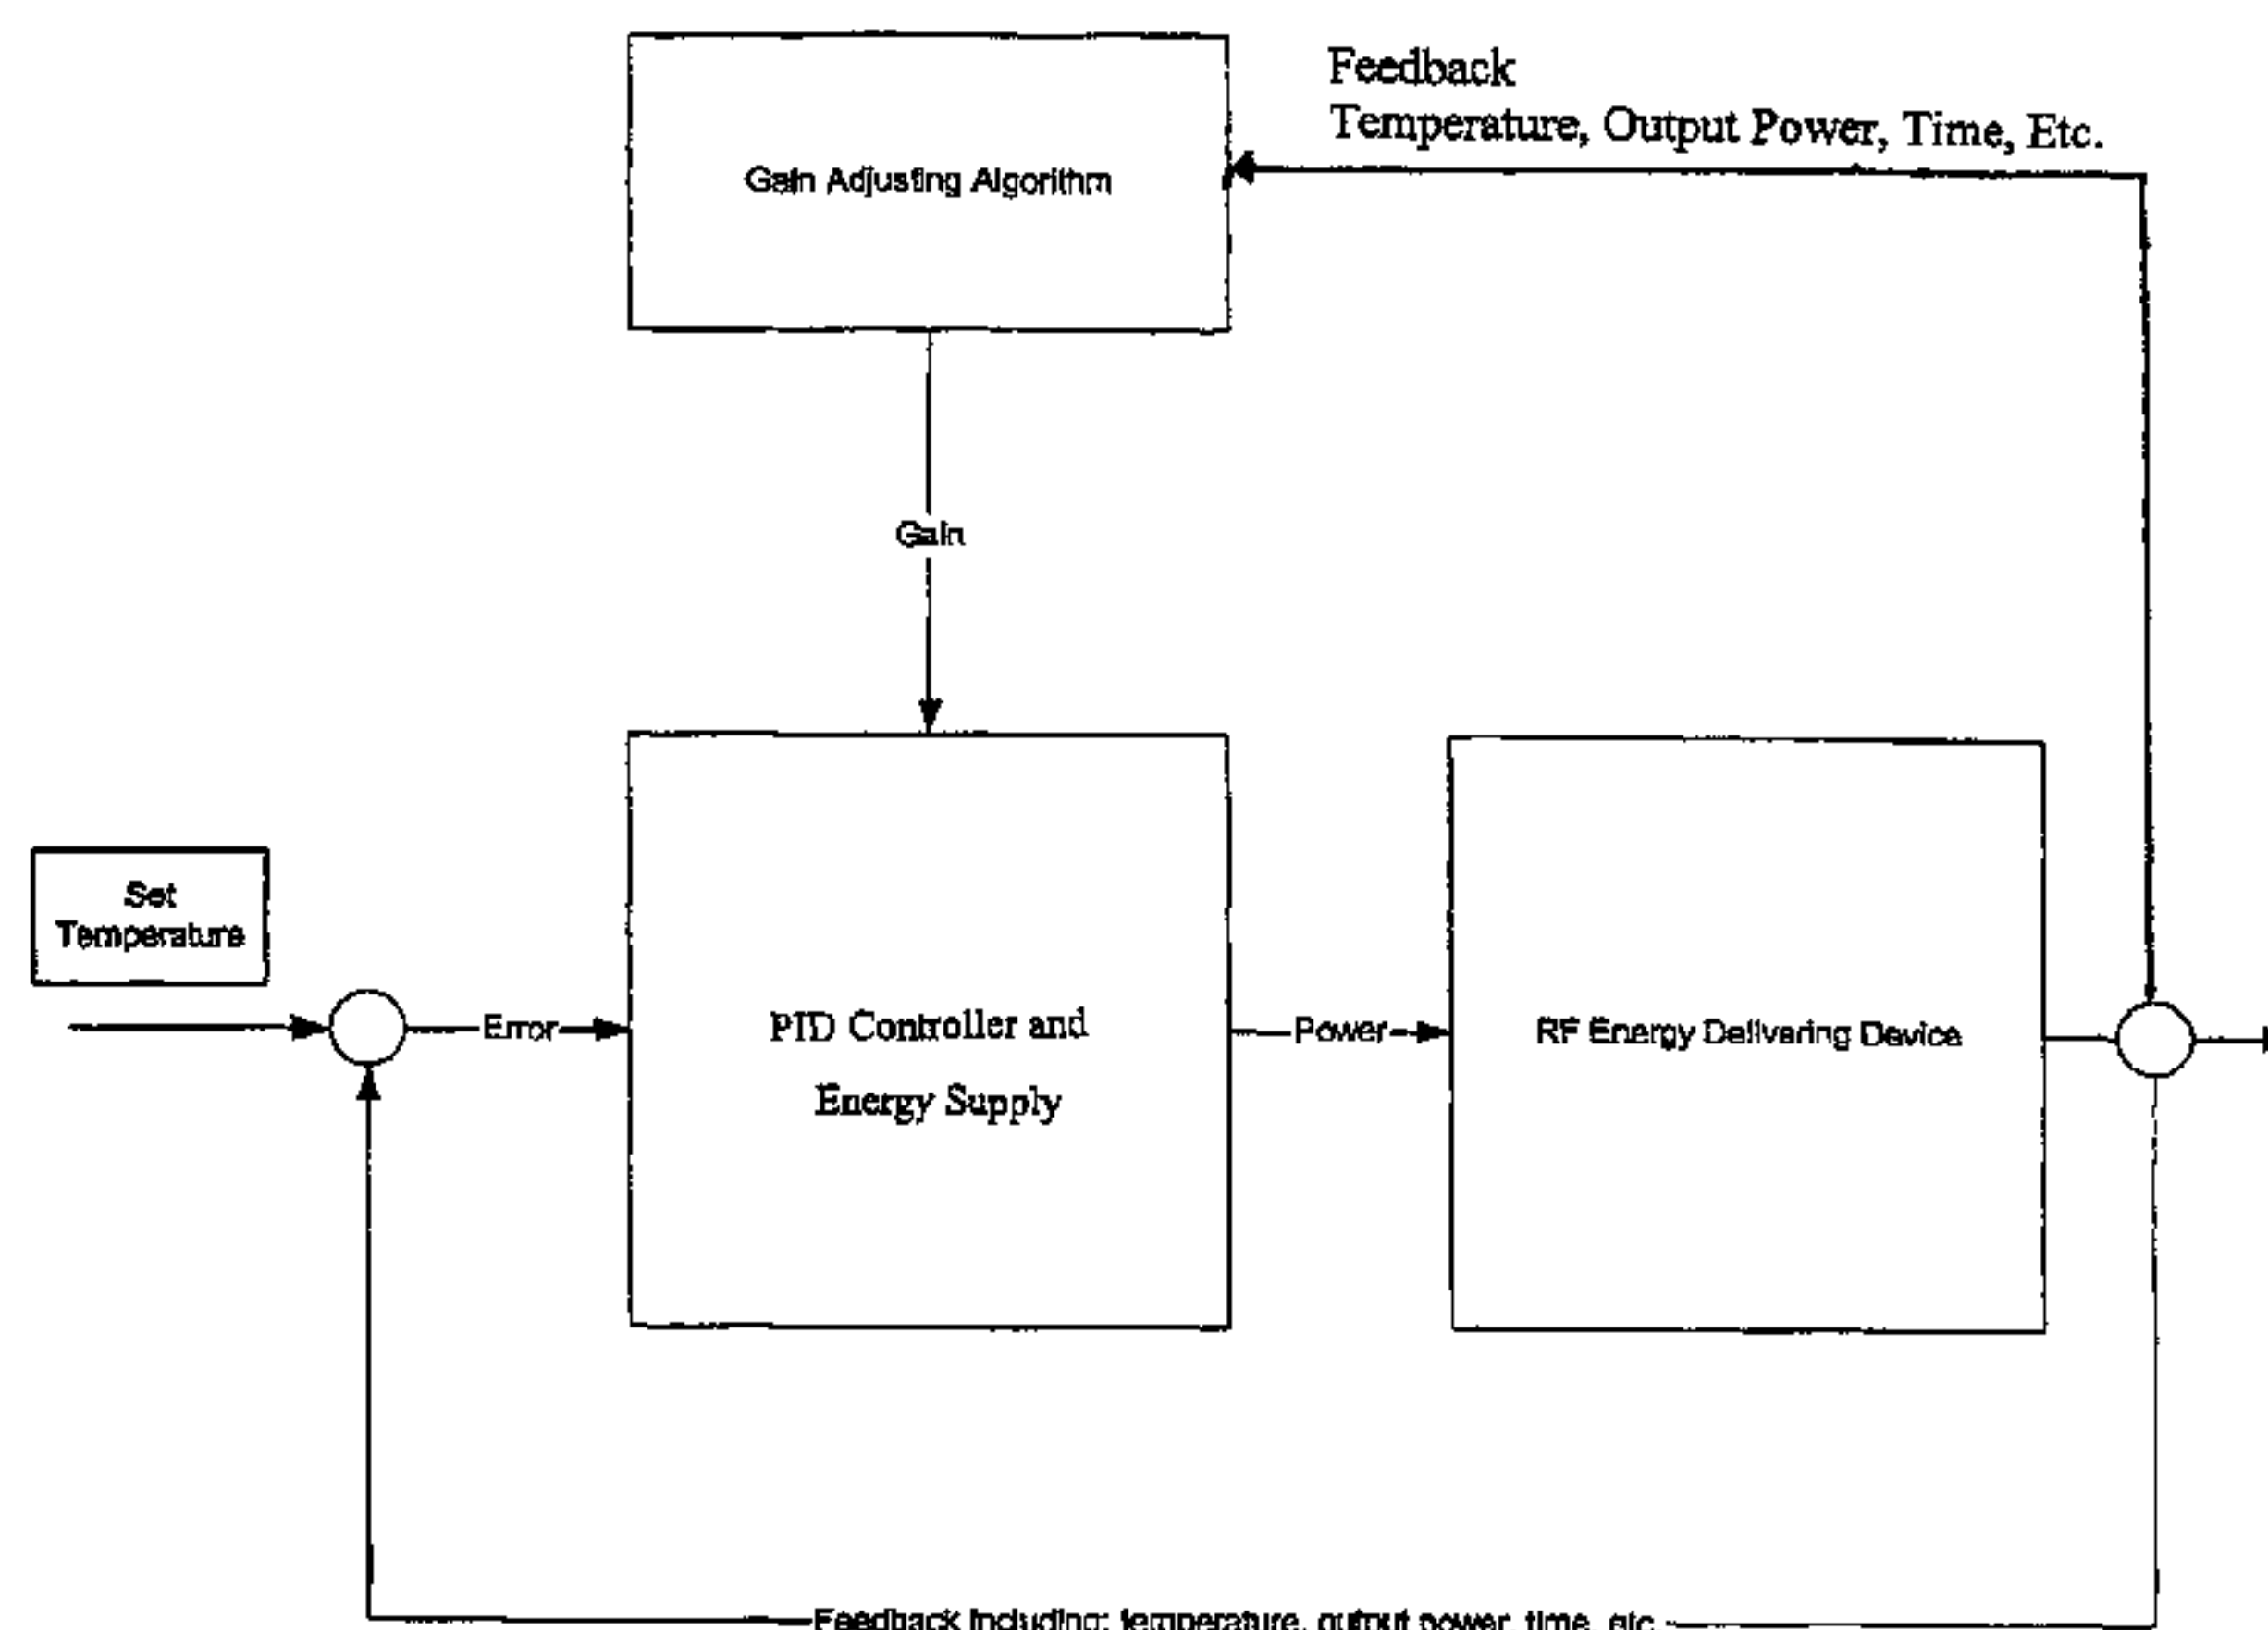 Feedback
Temperature, Output Power, Time, Etc.
Gain Adjusting Algorithm
Gain
Set
Temperature
Error
PID Controller and
Energy Supply
Power
RF Energy Delivering Device
Feedback including: temperature, output power, time, etc